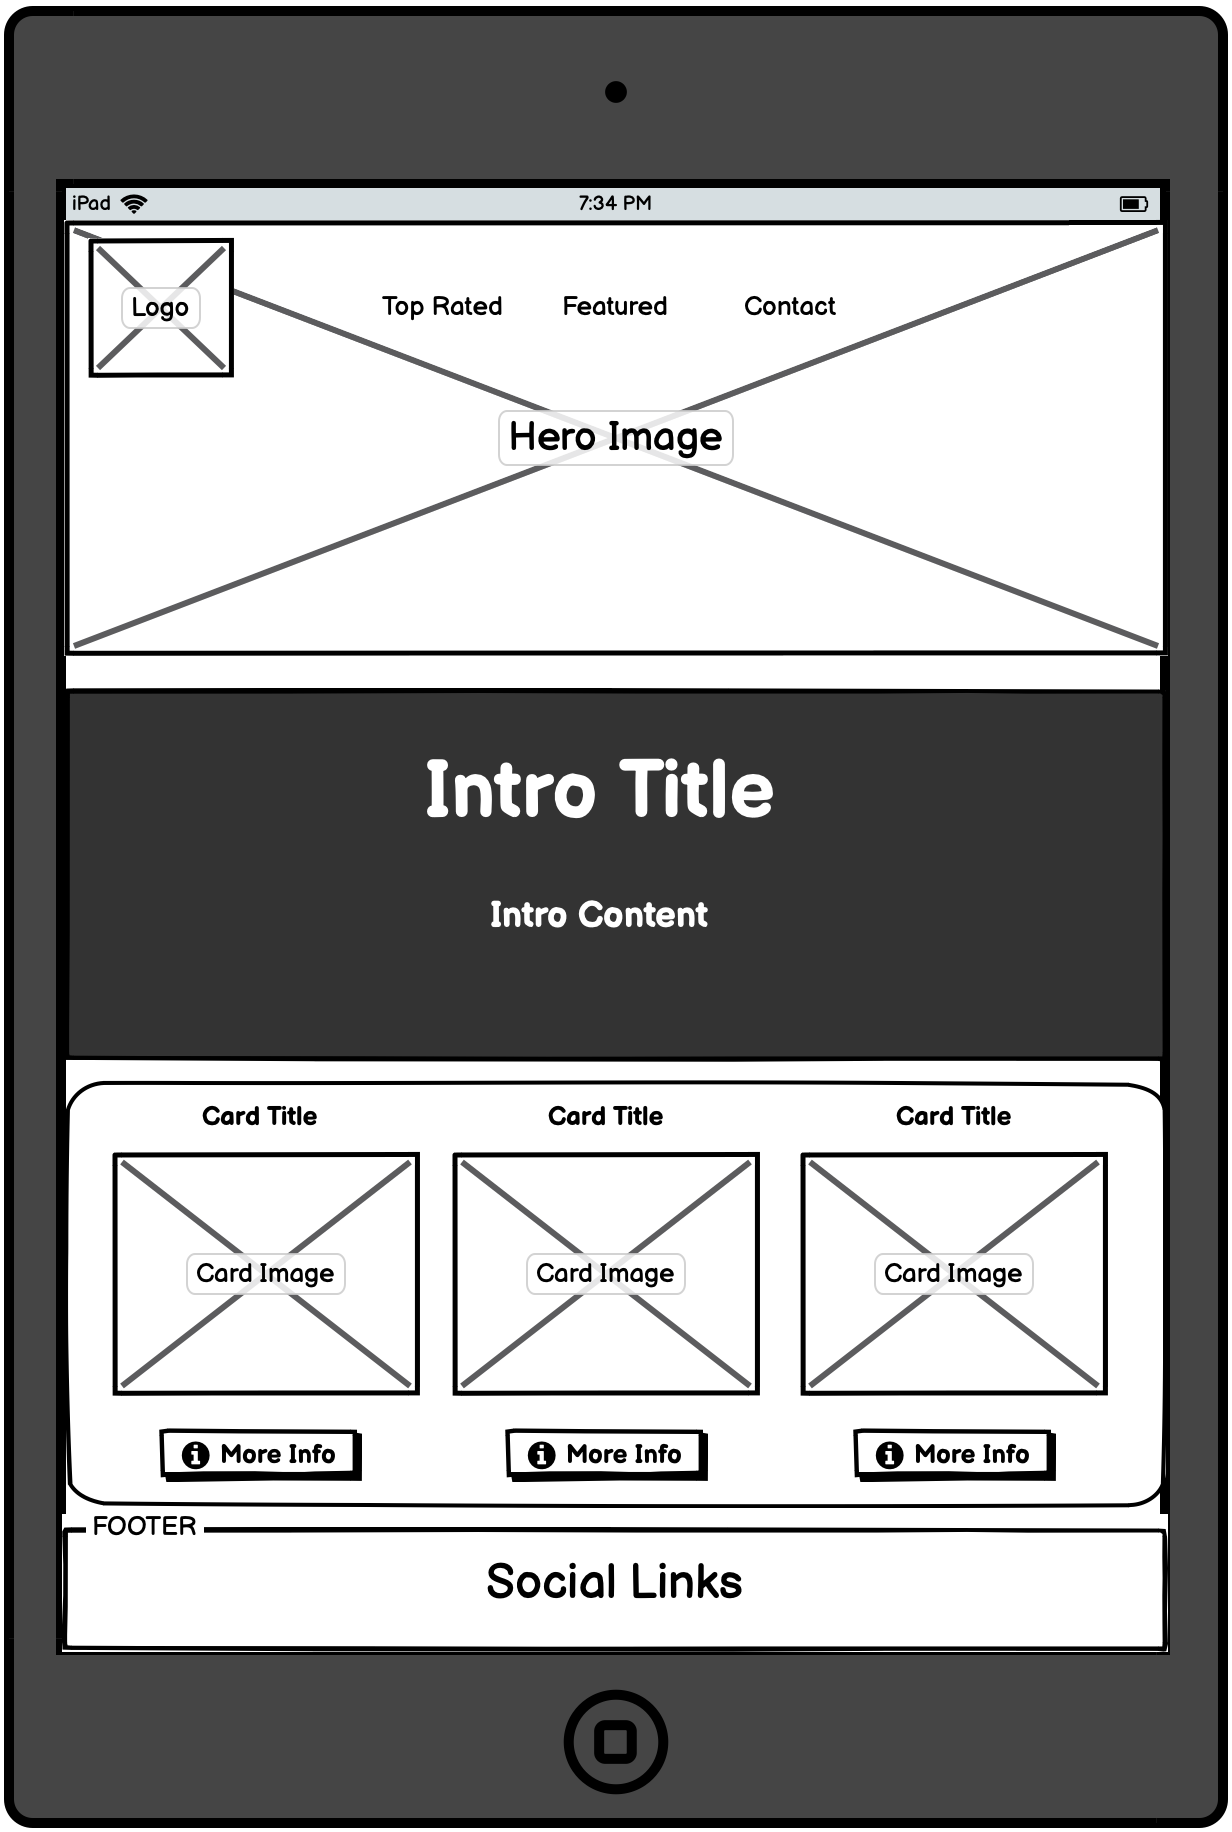 iPad 7:34 PM
Logo
Top Rated Featured Contact
Hero Image
Intro Title
Intro Content
Card Title Card Title Card Title
Card Image Card Image Card Image
More Info More Info More Info
FOOTER
Social Links